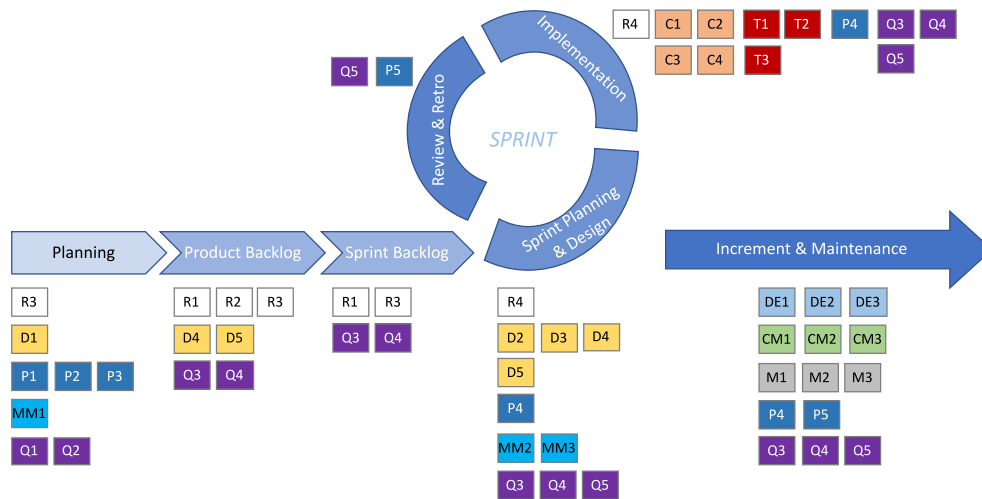 R4 C1 C2 T1 T2 P4 Q3 Q4
C3 C4 T3 Q5
Q5 P5
Implementation
Review & Retro
SPRINT
Sprint Planning
& Design
Planning
Product Backlog
Sprint Backlog
Increment & Maintenance
R3
D1
P1 P2 P3
MM1
Q1 Q2
R1 R2 R3
D4 D5
Q3 Q4
R1 R3
Q3 Q4
R4
D2 D3 D4
D5
P4
MM2 MM3
Q3 Q4 Q5
DE1 DE2 DE3
CM1 CM2 CM3
M1 M2 M3
P4 P5
Q3 Q4 Q5